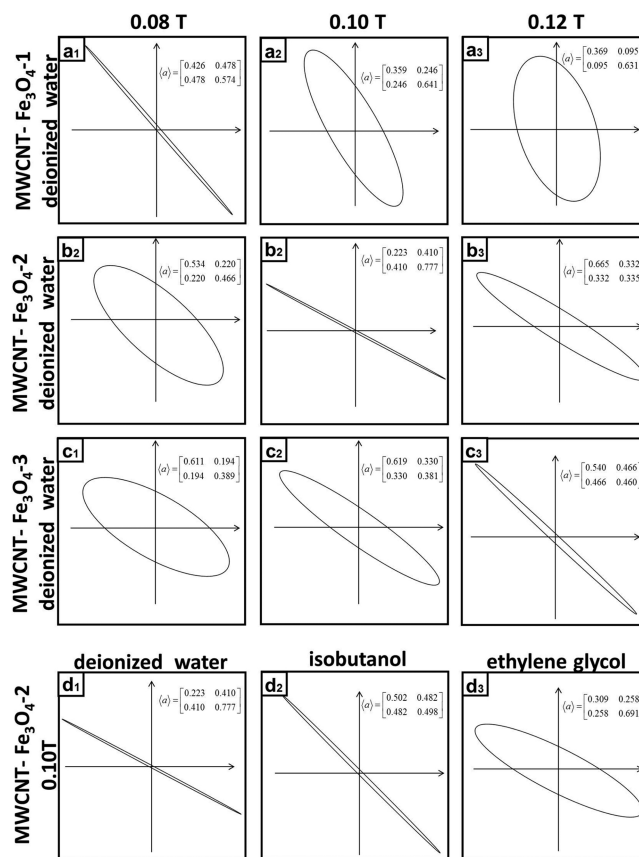 0.08 T 0.10 T 0.12 T
MWCNT- Fe3O4-1
deionized water
a1
⟨a⟩ = [0.426 0.478
0.478 0.574]
a2
⟨a⟩ = [0.359 0.246
0.246 0.641]
a3
⟨a⟩ = [0.369 0.095
0.095 0.631]
MWCNT- Fe3O4-2
deionized water
b2
⟨a⟩ = [0.534 0.220
0.220 0.466]
b2
⟨a⟩ = [0.223 0.410
0.410 0.777]
b3
⟨a⟩ = [0.665 0.332
0.332 0.335]
MWCNT- Fe3O4-3
deionized water
c1
⟨a⟩ = [0.611 0.194
0.194 0.389]
c2
⟨a⟩ = [0.619 0.330
0.330 0.381]
c3
⟨a⟩ = [0.540 0.466
0.466 0.460]
deionized water isobutanol ethylene glycol
MWCNT- Fe3O4-2
0.10T
d1
⟨a⟩ = [0.223 0.410
0.410 0.777]
d2
⟨a⟩ = [0.502 0.482
0.482 0.498]
d3
⟨a⟩ = [0.309 0.258
0.258 0.691]